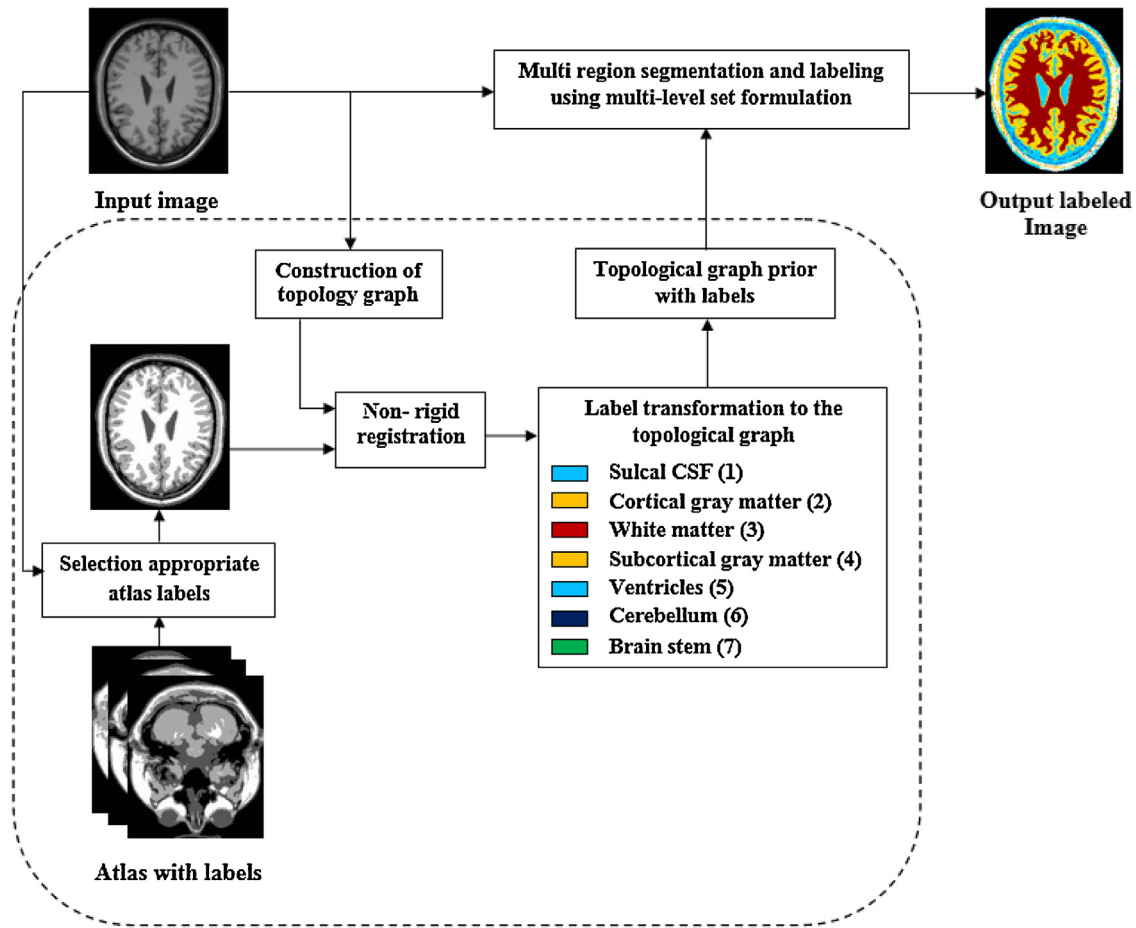 Multi region segmentation and labeling
using multi-level set formulation
Input image
Output labeled
Image
Construction of
topology graph
Topological graph prior
with labels
Non- rigid
registration
Label transformation to the
topological graph
Sulcal CSF (1)
Cortical gray matter (2)
White matter (3)
Subcortical gray matter (4)
Ventricles (5)
Cerebellum (6)
Brain stem (7)
Selection appropriate
atlas labels
Atlas with labels